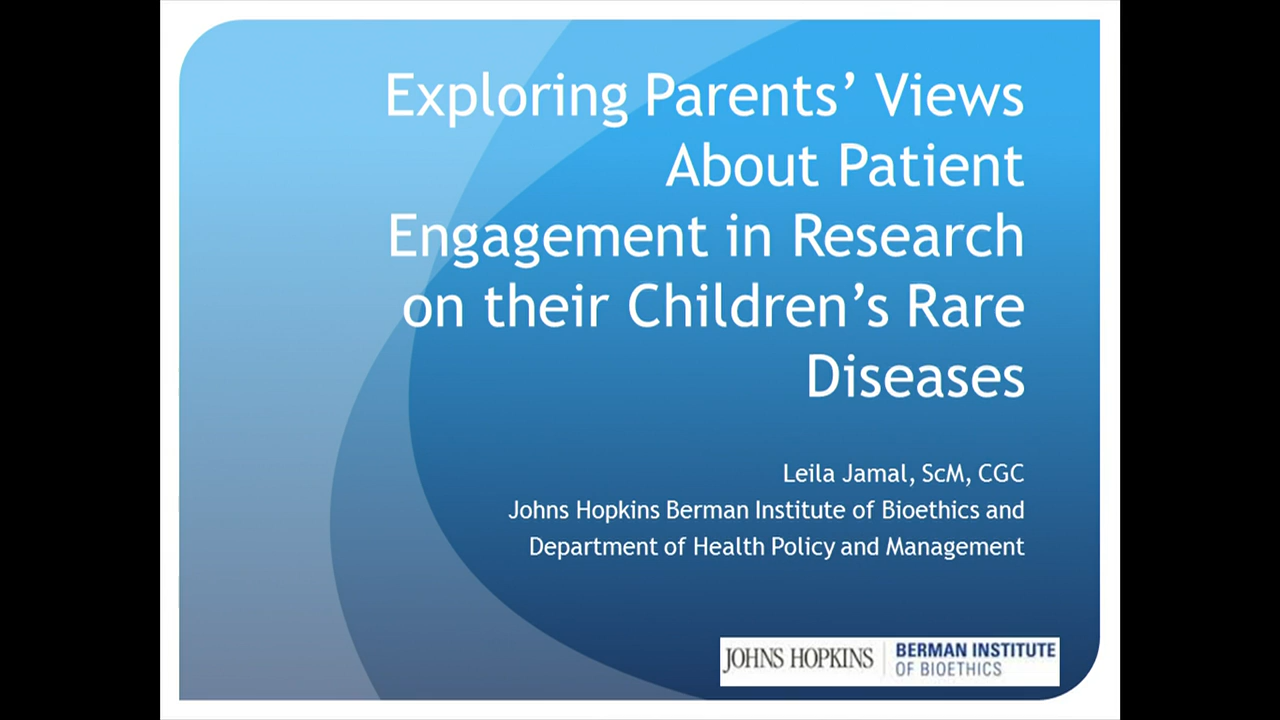 Exploring Parents’ Views
About Patient
Engagement in Research
on their Children’s Rare
Diseases
Leila Jamal, ScM, CGC
Johns Hopkins Berman Institute of Bioethics and
Department of Health Policy and Management
JOHNS HOPKINS
BERMAN INSTITUTE
OF BIOETHICS